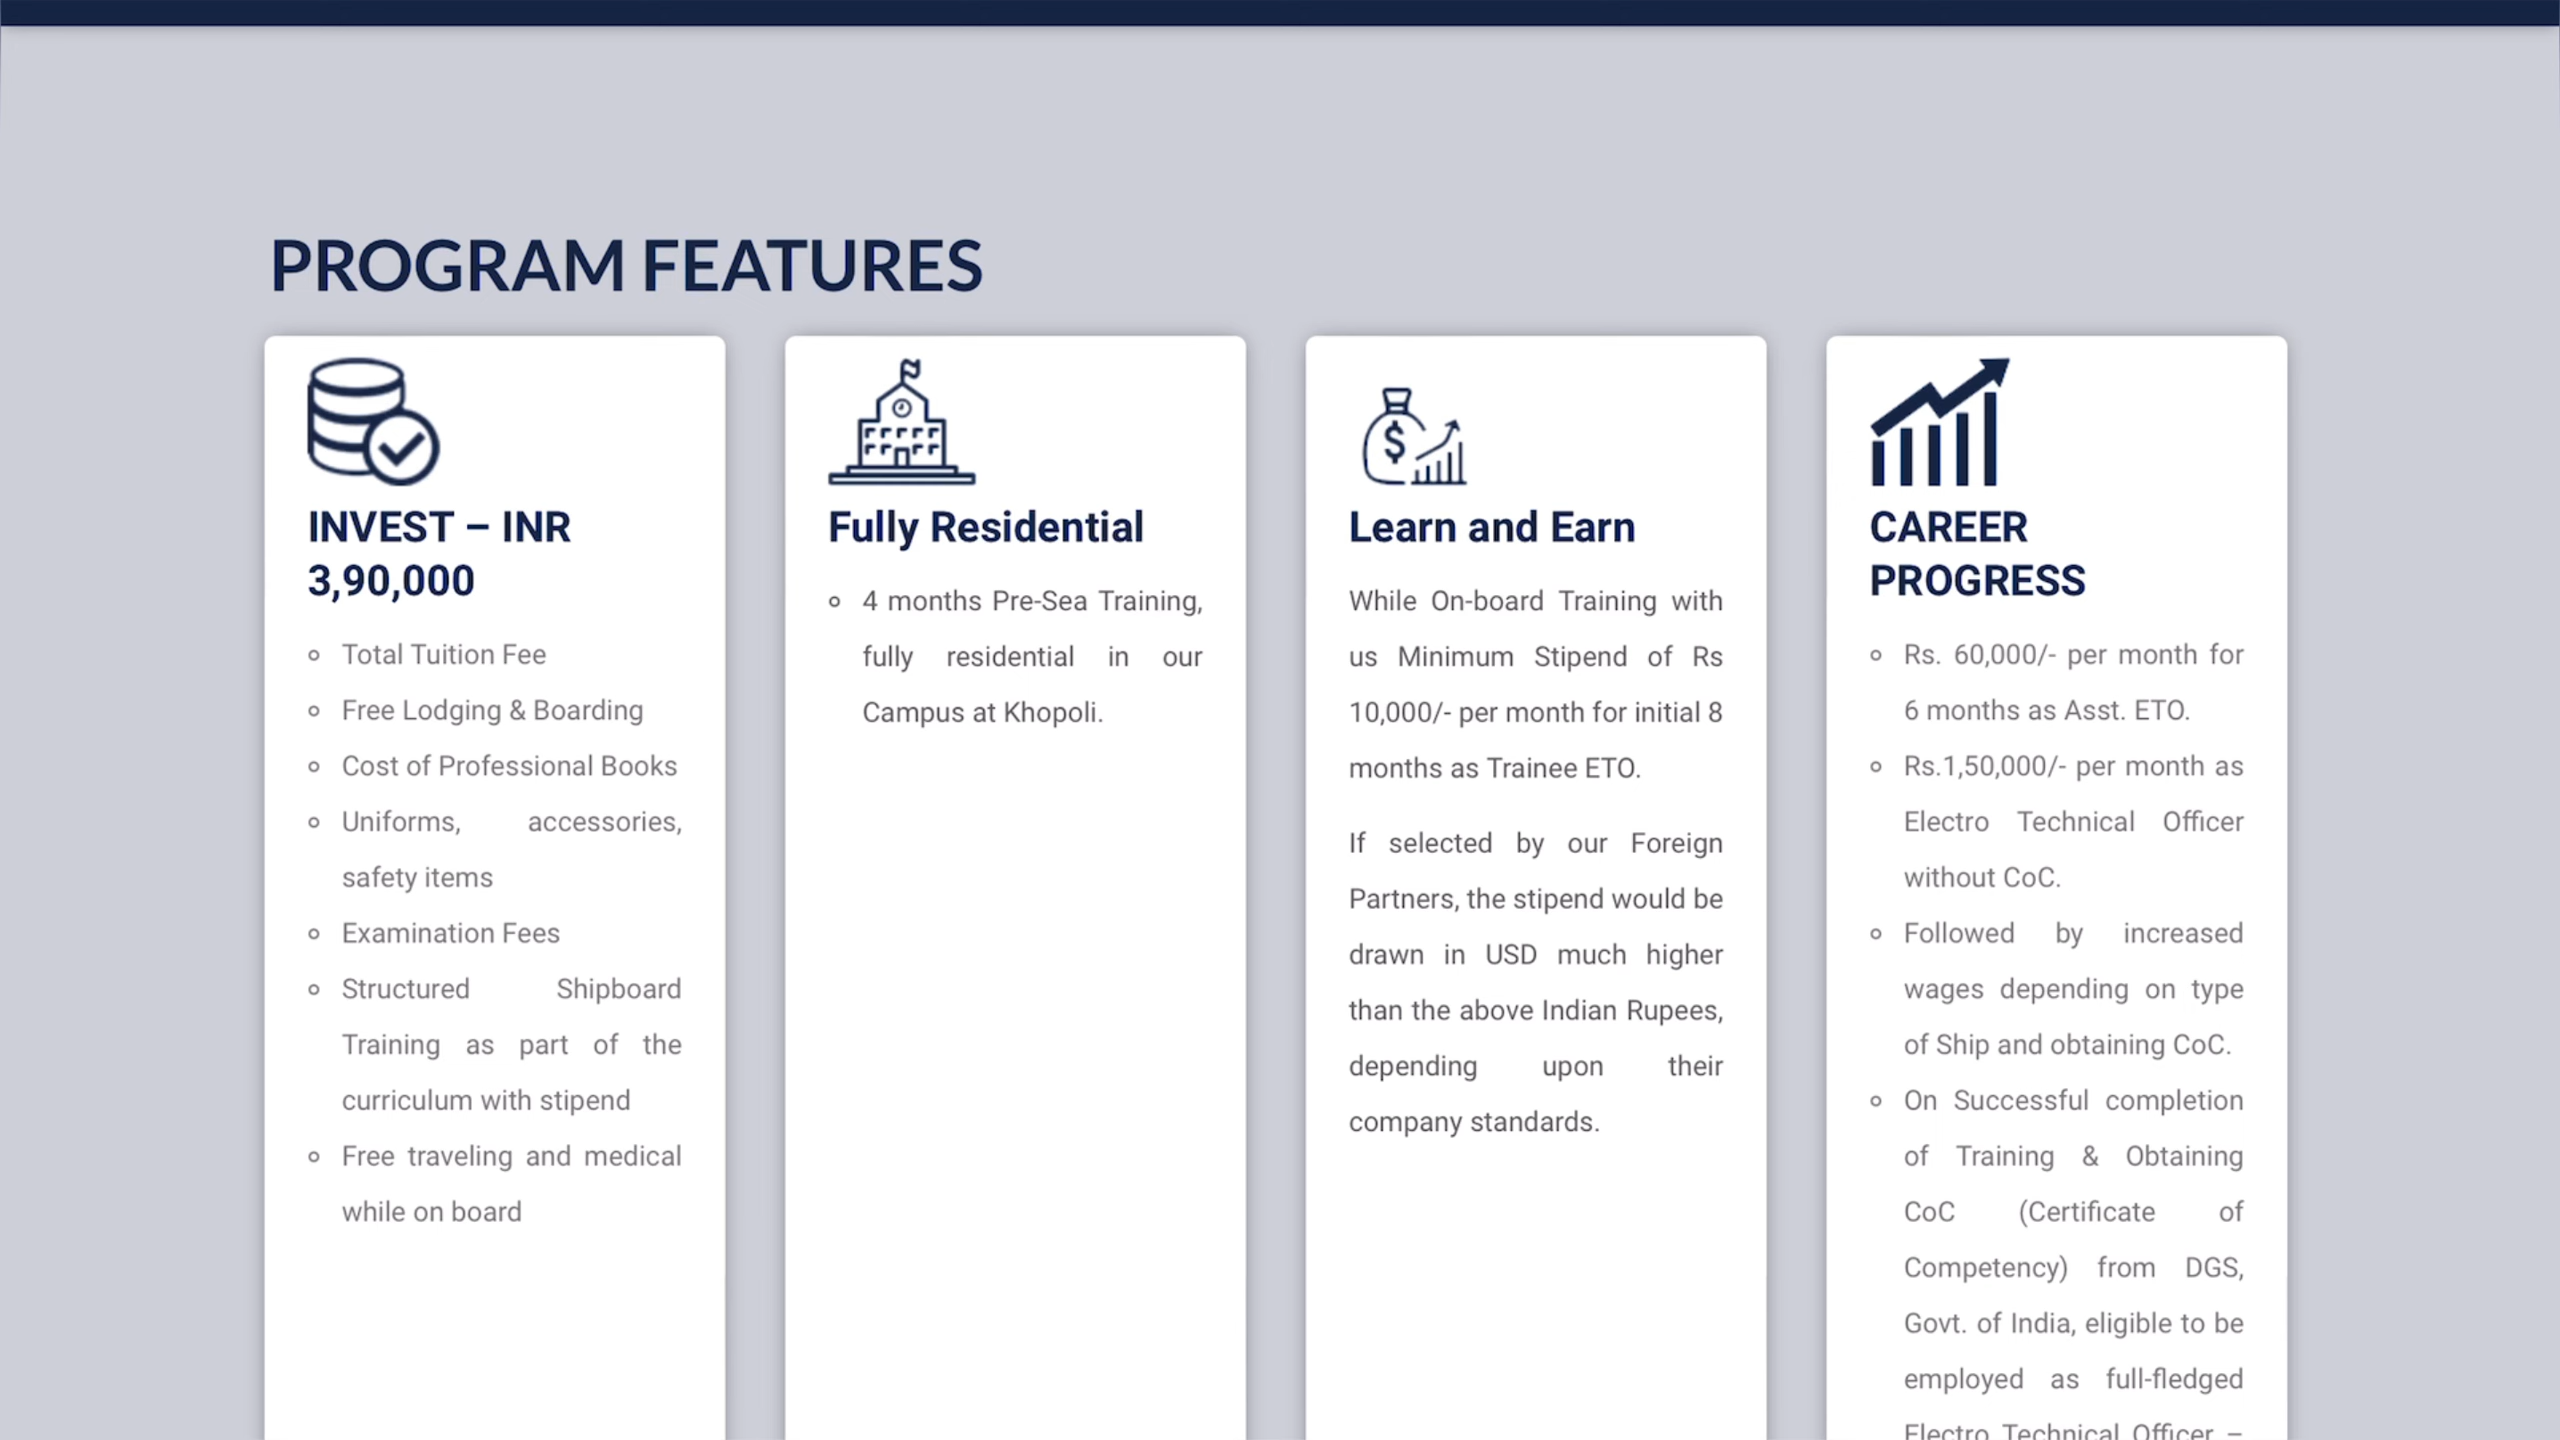 PROGRAM FEATURES
INVEST – INR
3,90,000
Total Tuition Fee
Free Lodging & Boarding
Cost of Professional Books
Uniforms, accessories,
safety items
Examination Fees
Structured Shipboard
Training as part of the
curriculum with stipend
Free traveling and medical
while on board
Fully Residential
4 months Pre-Sea Training,
fully residential in our
Campus at Khopoli.
Learn and Earn
While On-board Training with
us Minimum Stipend of Rs
10,000/- per month for initial 8
months as Trainee ETO.
If selected by our Foreign
Partners, the stipend would be
drawn in USD much higher
than the above Indian Rupees,
depending upon their
company standards.
CAREER
PROGRESS
Rs. 60,000/- per month for
6 months as Asst. ETO.
Rs.1,50,000/- per month as
Electro Technical Officer
without CoC.
Followed by increased
wages depending on type
of Ship and obtaining CoC.
On Successful completion
of Training & Obtaining
CoC (Certificate of
Competency) from DGS,
Govt. of India, eligible to be
employed as full-fledged
Electro Technical Officer –